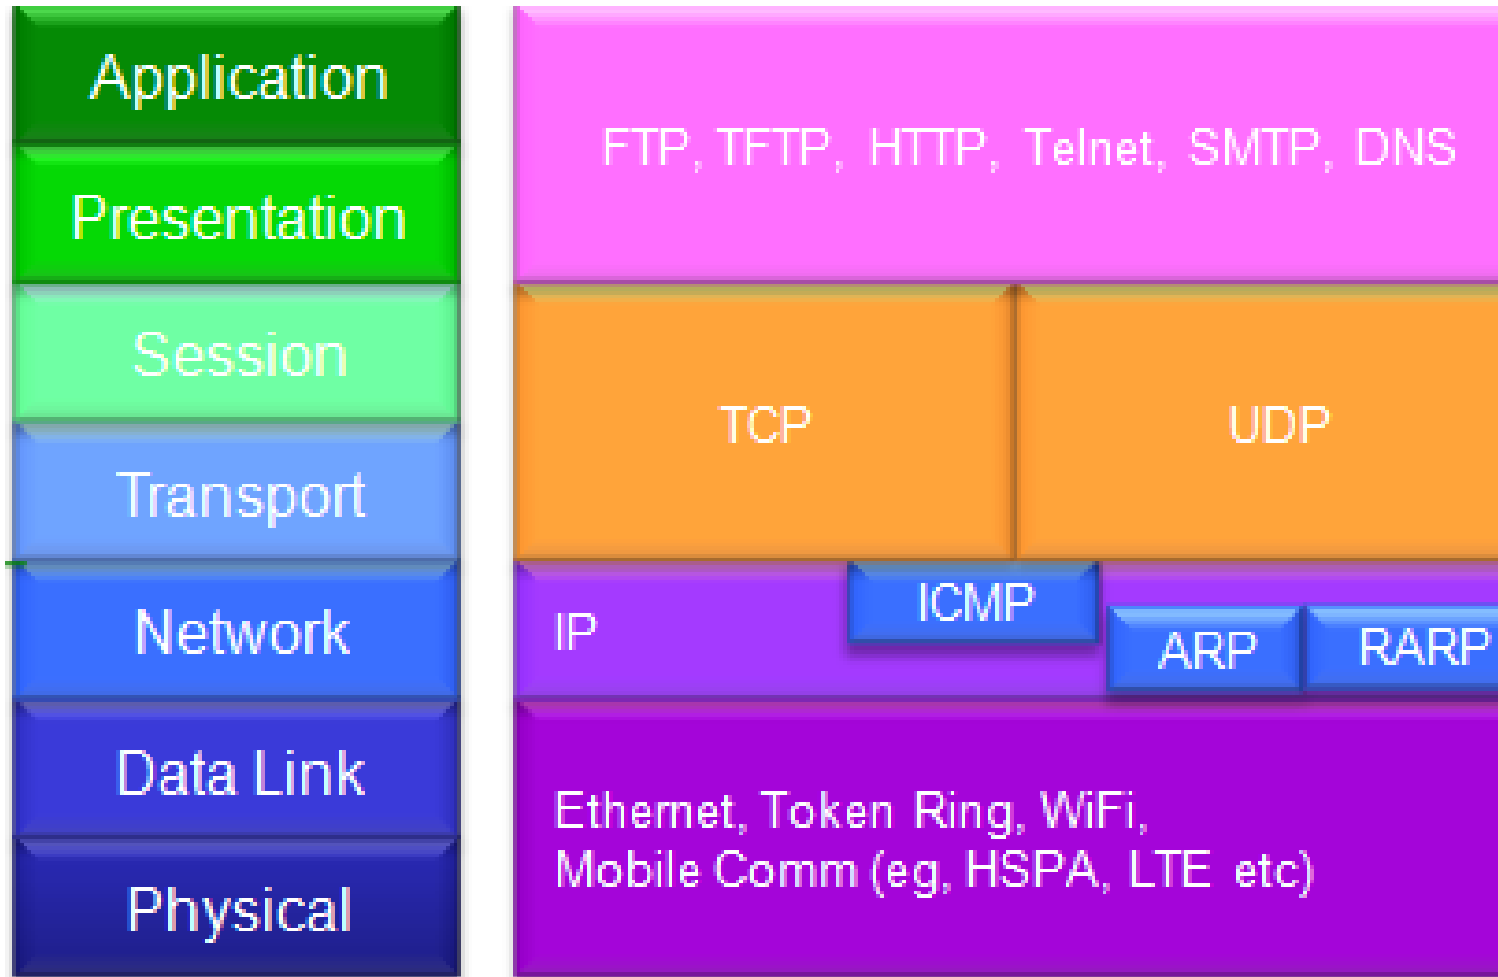 Application
Presentation
Session
Transport
Network
Data Link
Physical
FTP, TFTP, HTTP, Telnet, SMTP, DNS
TCP
UDP
IP
ICMP
ARP
RARP
Ethernet, Token Ring, WiFi,
Mobile Comm (eg, HSPA, LTE etc)